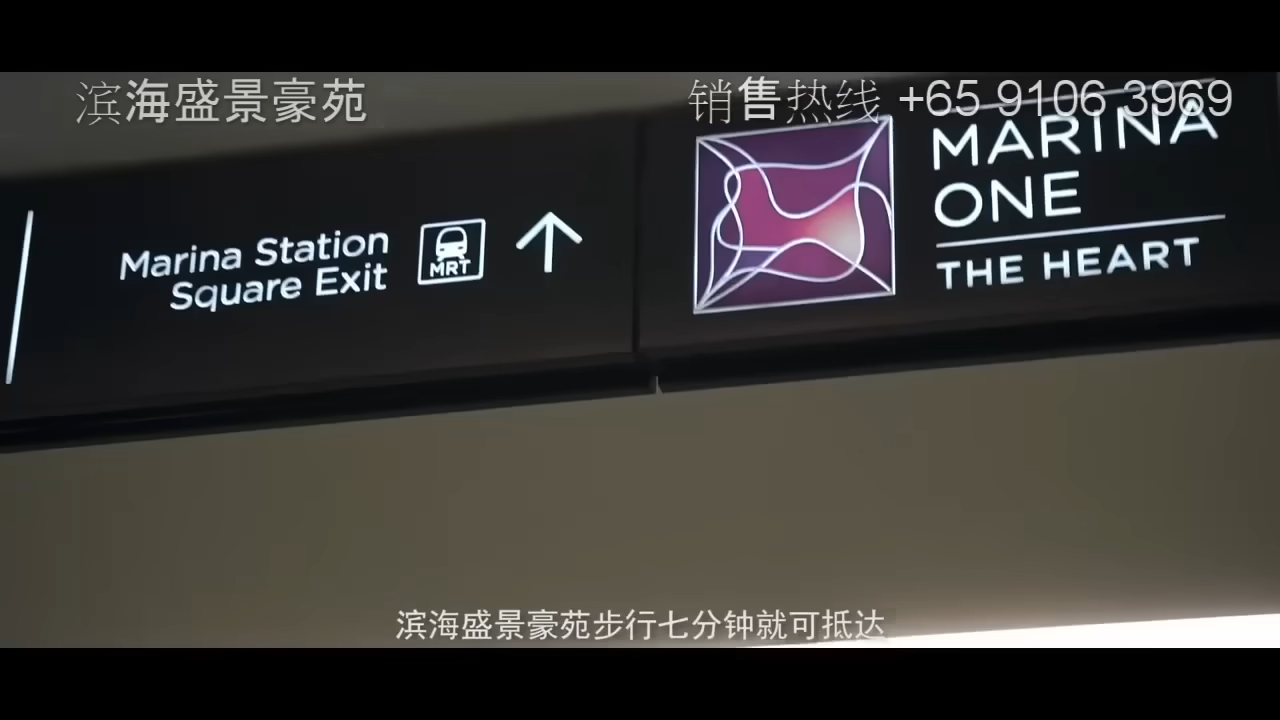 滨海盛景豪苑
销售热线 +65 9106 3969
Marina Station
Square Exit
MRT
MARINA
ONE
THE HEART
滨海盛景豪苑步行七分钟就可抵达